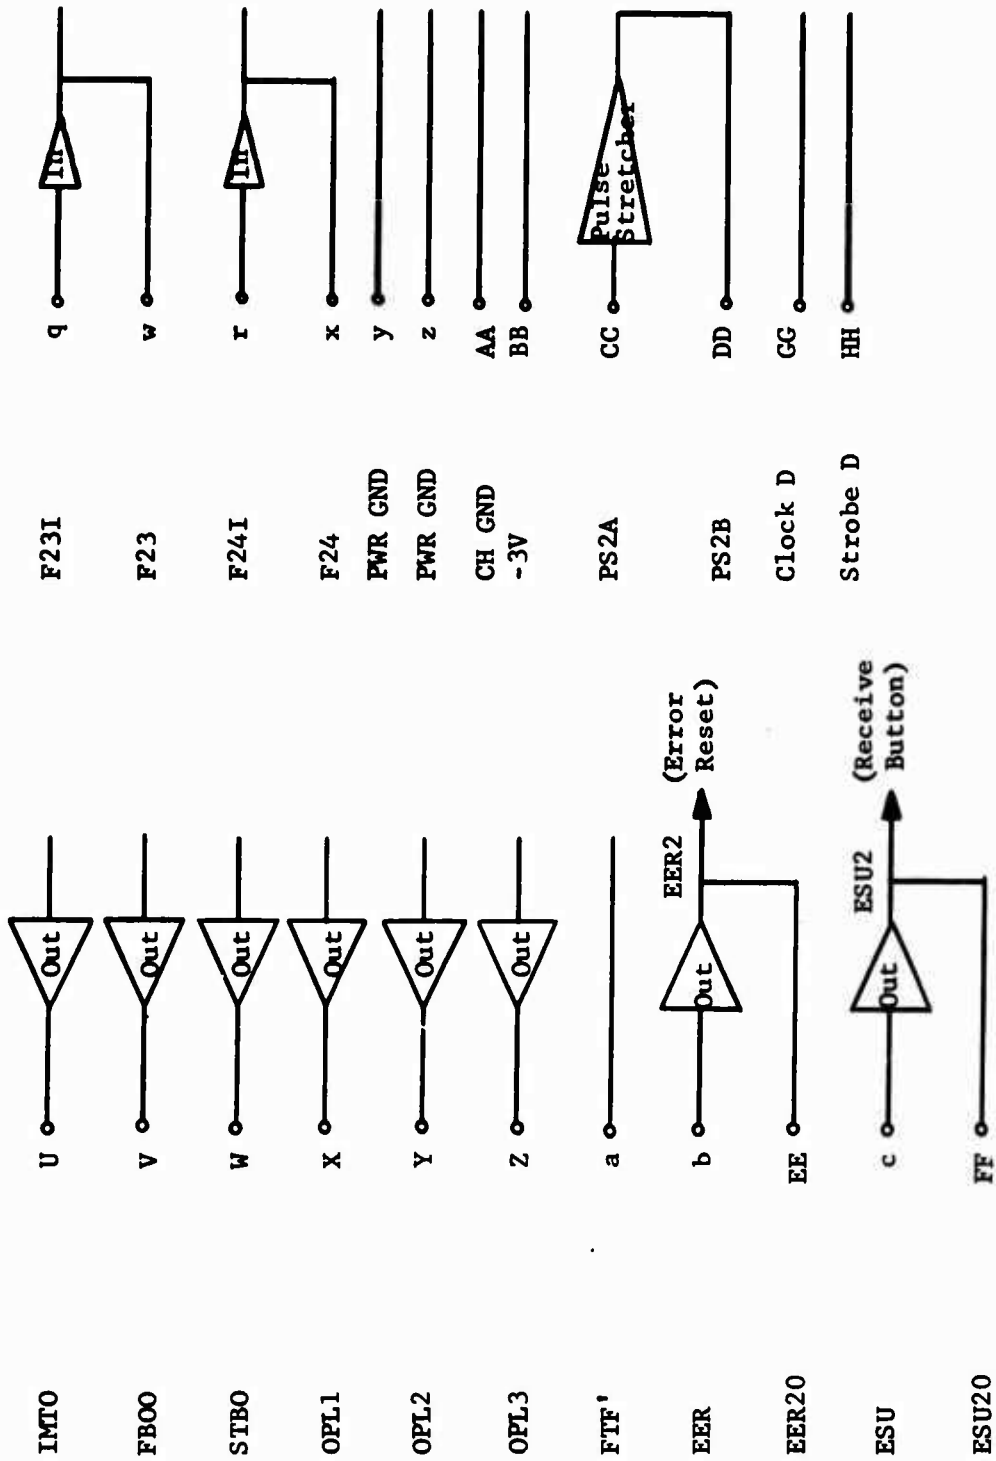 IMTO U Out
FBOO V Out
STBO W Out
OPL1 X Out
OPL2 Y Out
OPL3 Z Out
FTF' a
EER b Out EER2 (Error
Reset)
EER20 EE
ESU c Out ESU2 (Receive
Button)
ESU20 FF
F23I q In
F23 w
F24I r In
F24 x
PWR GND y
PWR GND z
CH GND AA
-3V BB
PS2A CC Pulse
Stretcher
PS2B DD
Clock D GG
Strobe D HH